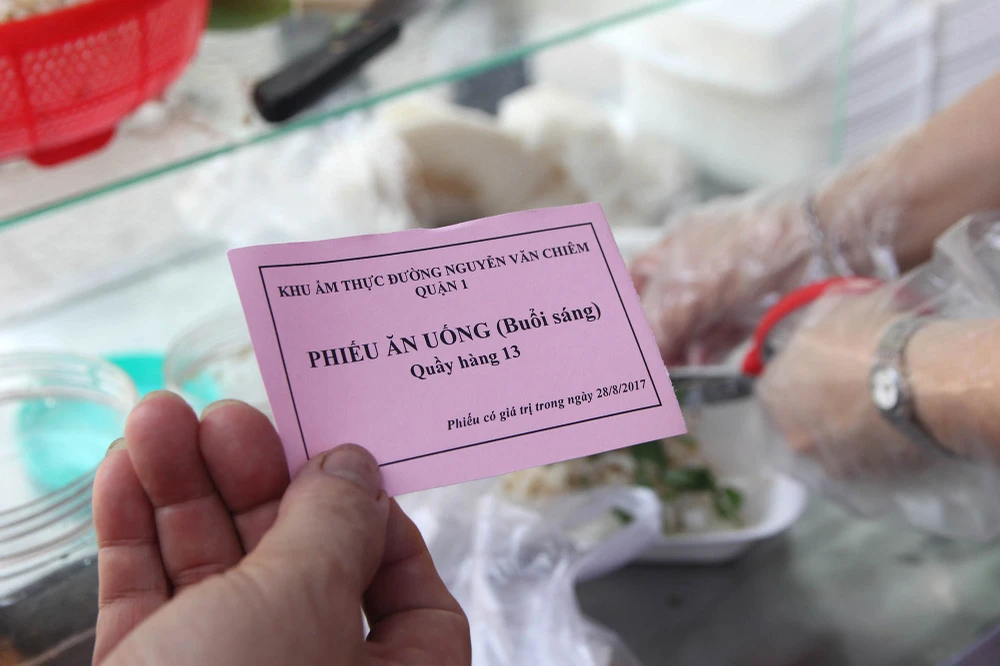 KHU ẨM THỰC ĐƯỜNG NGUYỄN VĂN CHIÊM
QUẬN 1
PHIẾU ĂN UỐNG (Buổi sáng)
Quầy hàng 13
Phiếu có giá trị trong ngày 28/8/2017